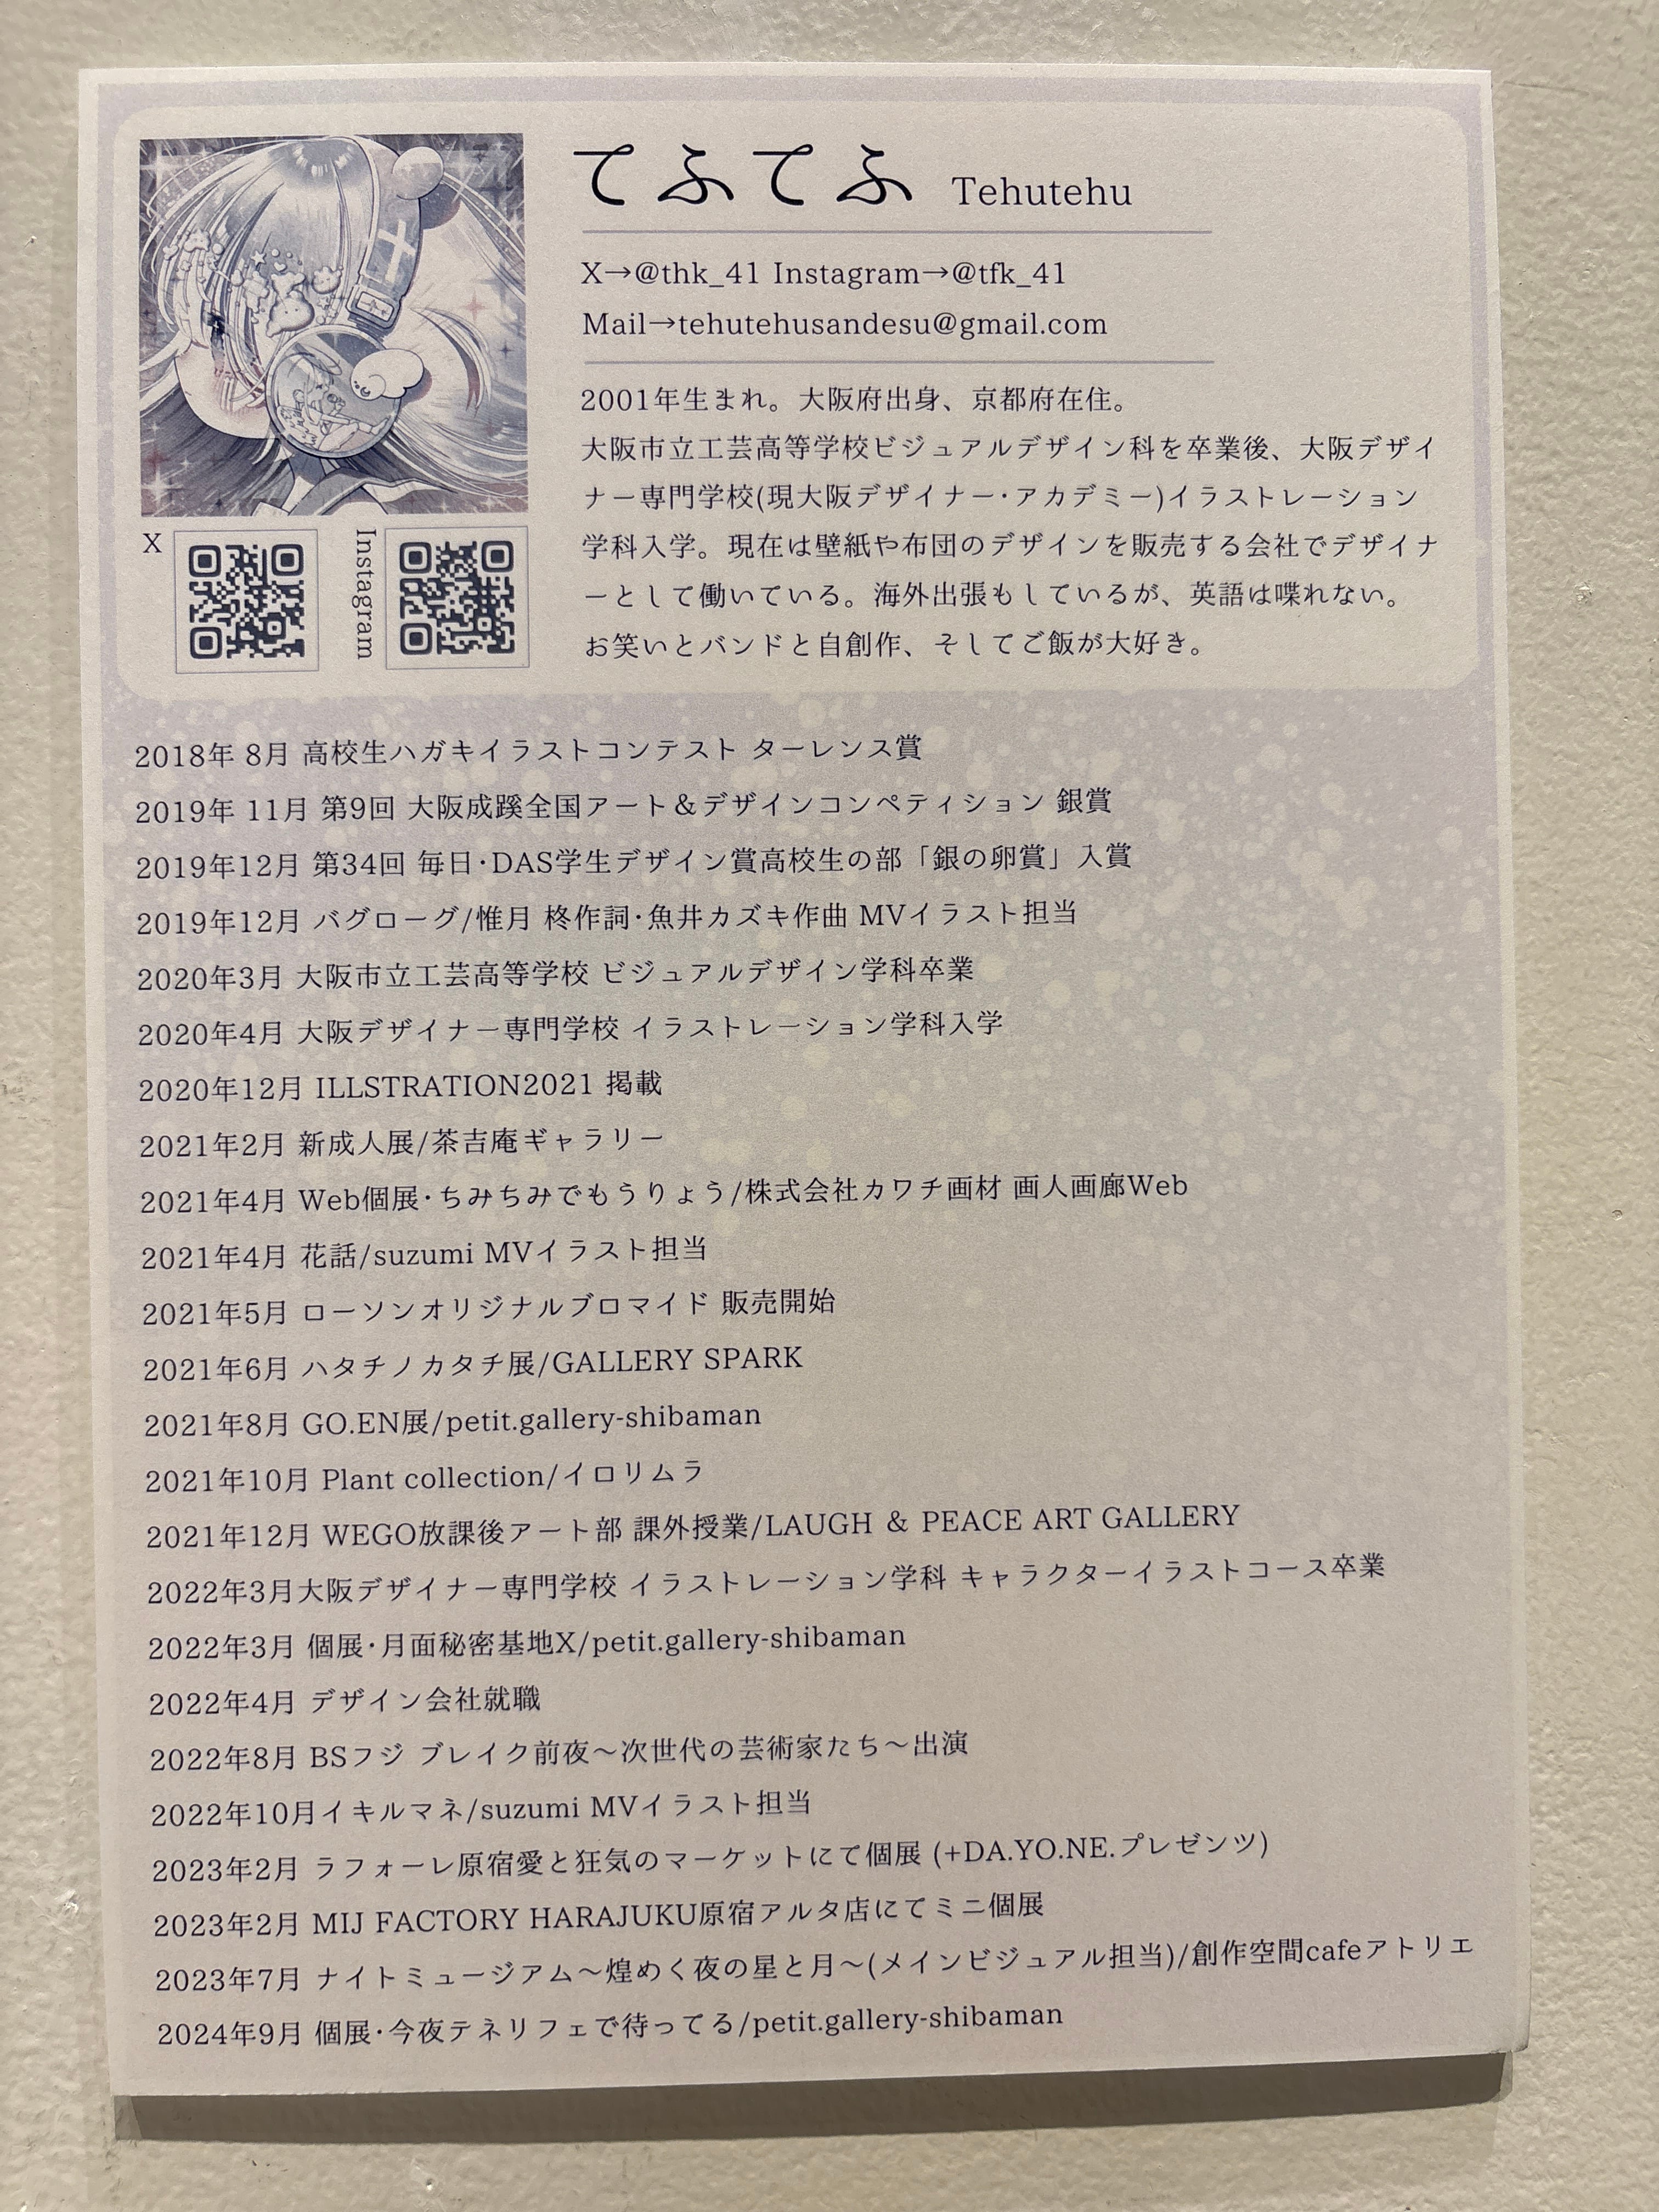 てふてふ Tehutehu
X→@thk_41 Instagram→@tfk_41
Mail→tehutehusandesu@gmail.com
2001年生まれ。大阪府出身、京都府在住。
大阪市立工芸高等学校ビジュアルデザイン科を卒業後、大阪デザイ
ナー専門学校(現大阪デザイナー・アカデミー)イラストレーション
学科入学。現在は壁紙や布団のデザインを販売する会社でデザイナ
ーとして働いている。海外出張もしているが、英語は喋れない。
お笑いとバンドと自創作、そしてご飯が大好き。
X
Instagram
2018年 8月 高校生ハガキイラストコンテスト ターレンス賞
2019年 11月 第9回 大阪成蹊全国アート＆デザインコンペティション 銀賞
2019年12月 第34回 毎日・DAS学生デザイン賞高校生の部「銀の卵賞」入賞
2019年12月 バグローグ/惟月 柊作詞・魚井カズキ作曲 MVイラスト担当
2020年3月 大阪市立工芸高等学校 ビジュアルデザイン学科卒業
2020年4月 大阪デザイナー専門学校 イラストレーション学科入学
2020年12月 ILLSTRATION2021 掲載
2021年2月 新成人展/茶吉庵ギャラリー
2021年4月 Web個展・ちみちみでもうりょう/株式会社カワチ画材 画人画廊Web
2021年4月 花話/suzumi MVイラスト担当
2021年5月 ローソンオリジナルブロマイド 販売開始
2021年6月 ハタチノカタチ展/GALLERY SPARK
2021年8月 GO.EN展/petit.gallery-shibaman
2021年10月 Plant collection/イロリムラ
2021年12月 WEGO放課後アート部 課外授業/LAUGH ＆ PEACE ART GALLERY
2022年3月大阪デザイナー専門学校 イラストレーション学科 キャラクターイラストコース卒業
2022年3月 個展・月面秘密基地X/petit.gallery-shibaman
2022年4月 デザイン会社就職
2022年8月 BSフジ ブレイク前夜～次世代の芸術家たち～出演
2022年10月イキルマネ/suzumi MVイラスト担当
2023年2月 ラフォーレ原宿愛と狂気のマーケットにて個展 (+DA.YO.NE.プレゼンツ)
2023年2月 MIJ FACTORY HARAJUKU原宿アルタ店にてミニ個展
2023年7月 ナイトミュージアム～煌めく夜の星と月～(メインビジュアル担当)/創作空間cafeアトリエ
2024年9月 個展・今夜テネリフェで待ってる/petit.gallery-shibaman